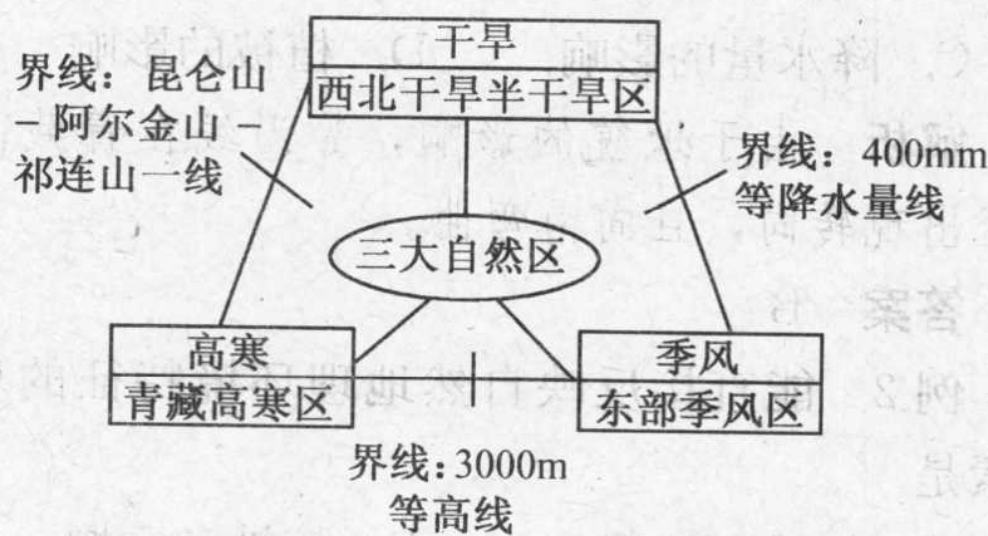 干旱
西北干旱半干旱区
界线：昆仑山
－阿尔金山－
祁连山一线
界线：400mm
等降水量线
三大自然区
高寒
青藏高寒区
季风
东部季风区
界线：3000m
等高线